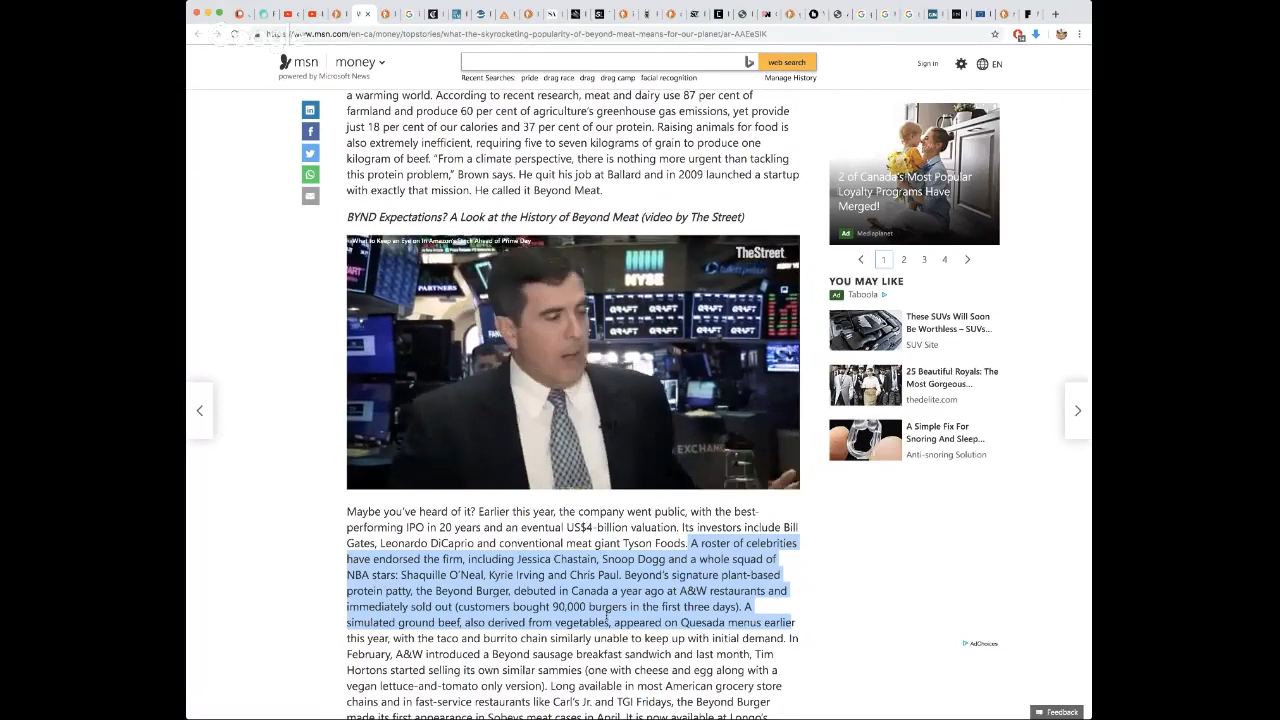 https://www.msn.com/en-ca/money/topstories/what-the-skyrocketing-popularity-of-beyond-meat-means-for-our-planet/ar-AAEeSIK
msn money
powered by Microsoft News
web search
Sign in
EN
Recent Searches: pride drag race drag drag camp facial recognition
Manage History
a warming world. According to recent research, meat and dairy use 87 per cent of
farmland and produce 60 per cent of agriculture's greenhouse gas emissions, yet provide
just 18 per cent of our calories and 37 per cent of our protein. Raising animals for food is
also extremely inefficient, requiring five to seven kilograms of grain to produce one
kilogram of beef. "From a climate perspective, there is nothing more urgent then tackling
this protein problem," Brown says. He quit his job at Ballard and in 2009 launched a startup
with exactly that mission. He called it Beyond Meat.
BYND Expectations? A Look at the History of Beyond Meat (video by The Street)
What to Keep an Eye on In Amazon's Stock Ahead of Prime Day
TheStreet
NYSE
PARTNERS
EXCHANGE
Maybe you've heard of it? Earlier this year, the company went public, with the best-
performing IPO in 20 years and an eventual US$4-billion valuation. Its investors include Bill
Gates, Leonardo DiCaprio and conventional meat giant Tyson Foods. A roster of celebrities
have endorsed the firm, including Jessica Chastain, Snoop Dogg and a whole squad of
NBA stars: Shaquille O'Neal, Kyrie Irving and Chris Paul. Beyond's signature plant-based
protein patty, the Beyond Burger, debuted in Canada a year ago at A&W restaurants and
immediately sold out (customers bought 90,000 burgers in the first three days). A
simulated ground beef, also derived from vegetables, appeared on Quesada menus earlier
this year, with the taco and burrito chain similarly unable to keep up with initial demand. In
February, A&W introduced a Beyond sausage breakfast sandwich and last month, Tim
Hortons started selling its own similar sammies (one with cheese and egg along with a
vegan lettuce-and-tomato only version). Long available in most American grocery store
chains and in fast-service restaurants like Carl's Jr. and TGI Fridays, the Beyond Burger
made its first appearance in Sobeys meat cases in April. It is now available at Longo's,
2 of Canada's Most Popular
Loyalty Programs Have
Merged!
Ad Mediaplanet
1 2 3 4
YOU MAY LIKE
Ad Taboola
These SUVs Will Soon
Be Worthless – SUVs...
SUV Site
25 Beautiful Royals: The
Most Gorgeous...
thedelite.com
A Simple Fix For
Snoring And Sleep...
Anti-snoring Solution
AdChoices
Feedback